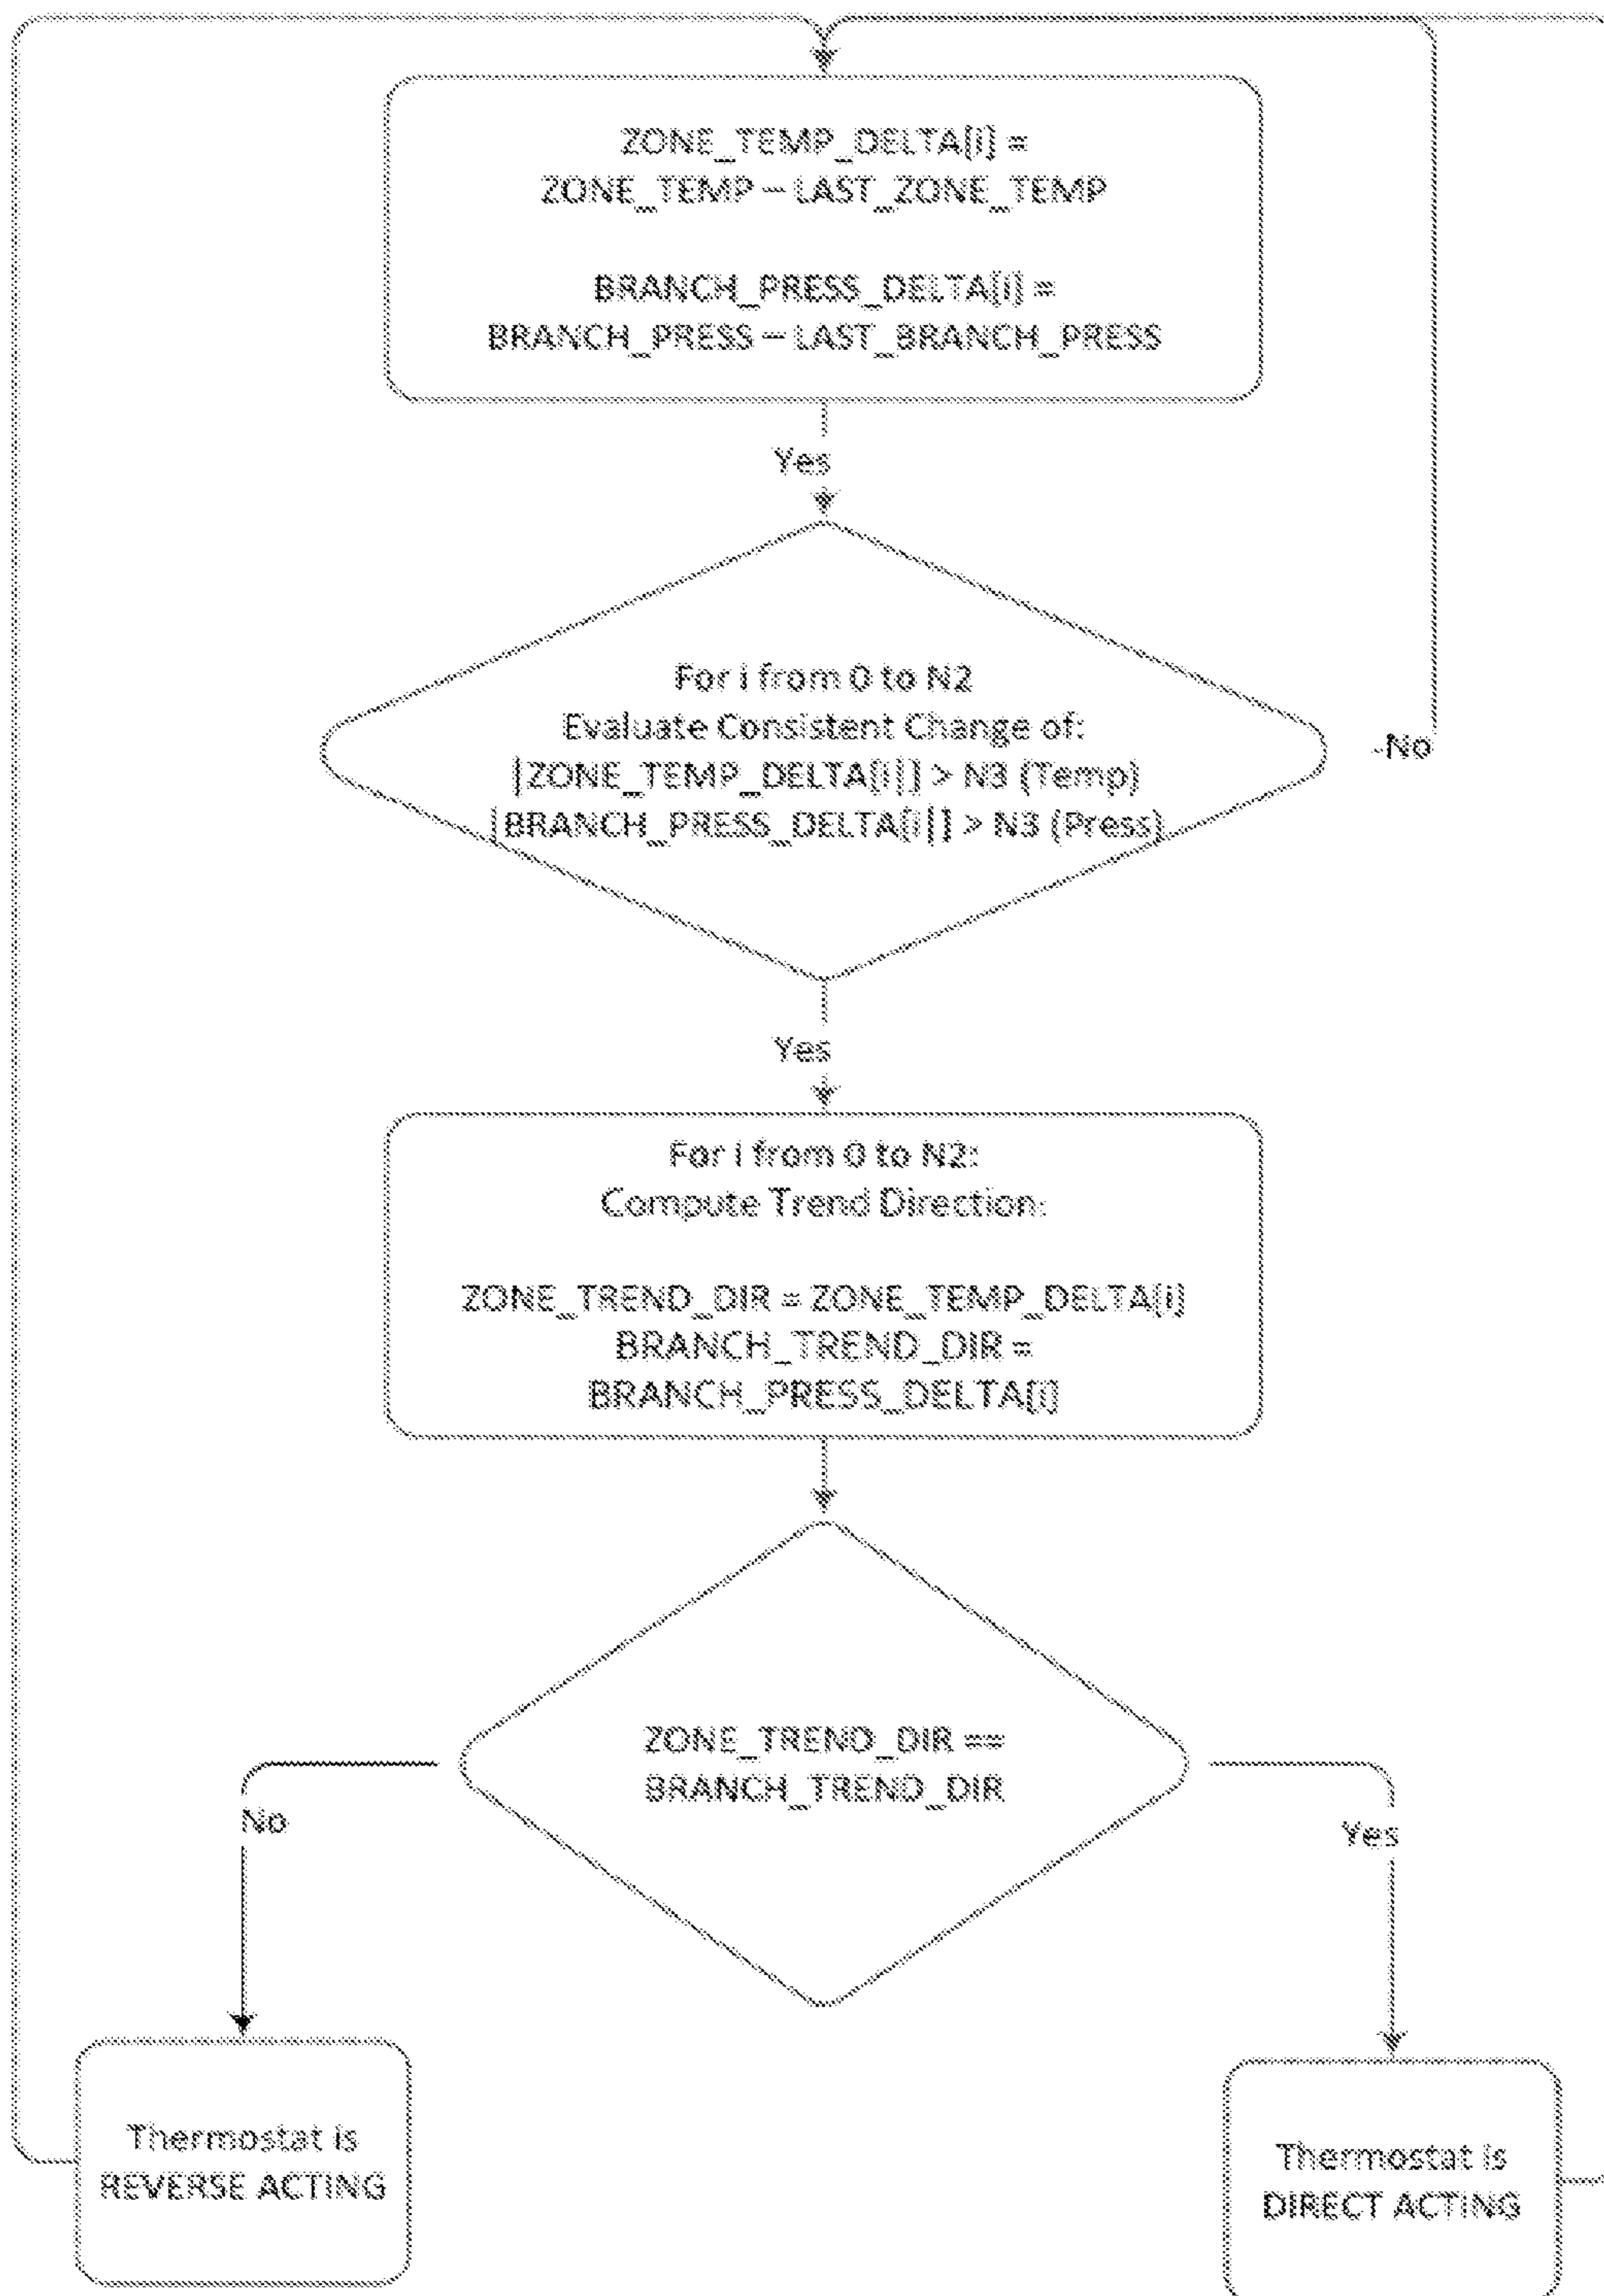 ZONE_TEMP_DELTA[i] =
ZONE_TEMP – LAST_ZONE_TEMP
BRANCH_PRESS_DELTA[i] =
BRANCH_PRESS – LAST_BRANCH_PRESS
Yes
For i from 0 to N2
Evaluate Consistent Change of:
|ZONE_TEMP_DELTA[i|] > N3 (Temp)
|BRANCH_PRESS_DELTA[i|] > N3 (Press)
No
Yes
For i from 0 to N2:
Compute Trend Direction:
ZONE_TREND_DIR = ZONE_TEMP_DELTA[i]
BRANCH_TREND_DIR =
BRANCH_PRESS_DELTA[i]
ZONE_TREND_DIR ==
BRANCH_TREND_DIR
No
Yes
Thermostat is
REVERSE ACTING
Thermostat is
DIRECT ACTING